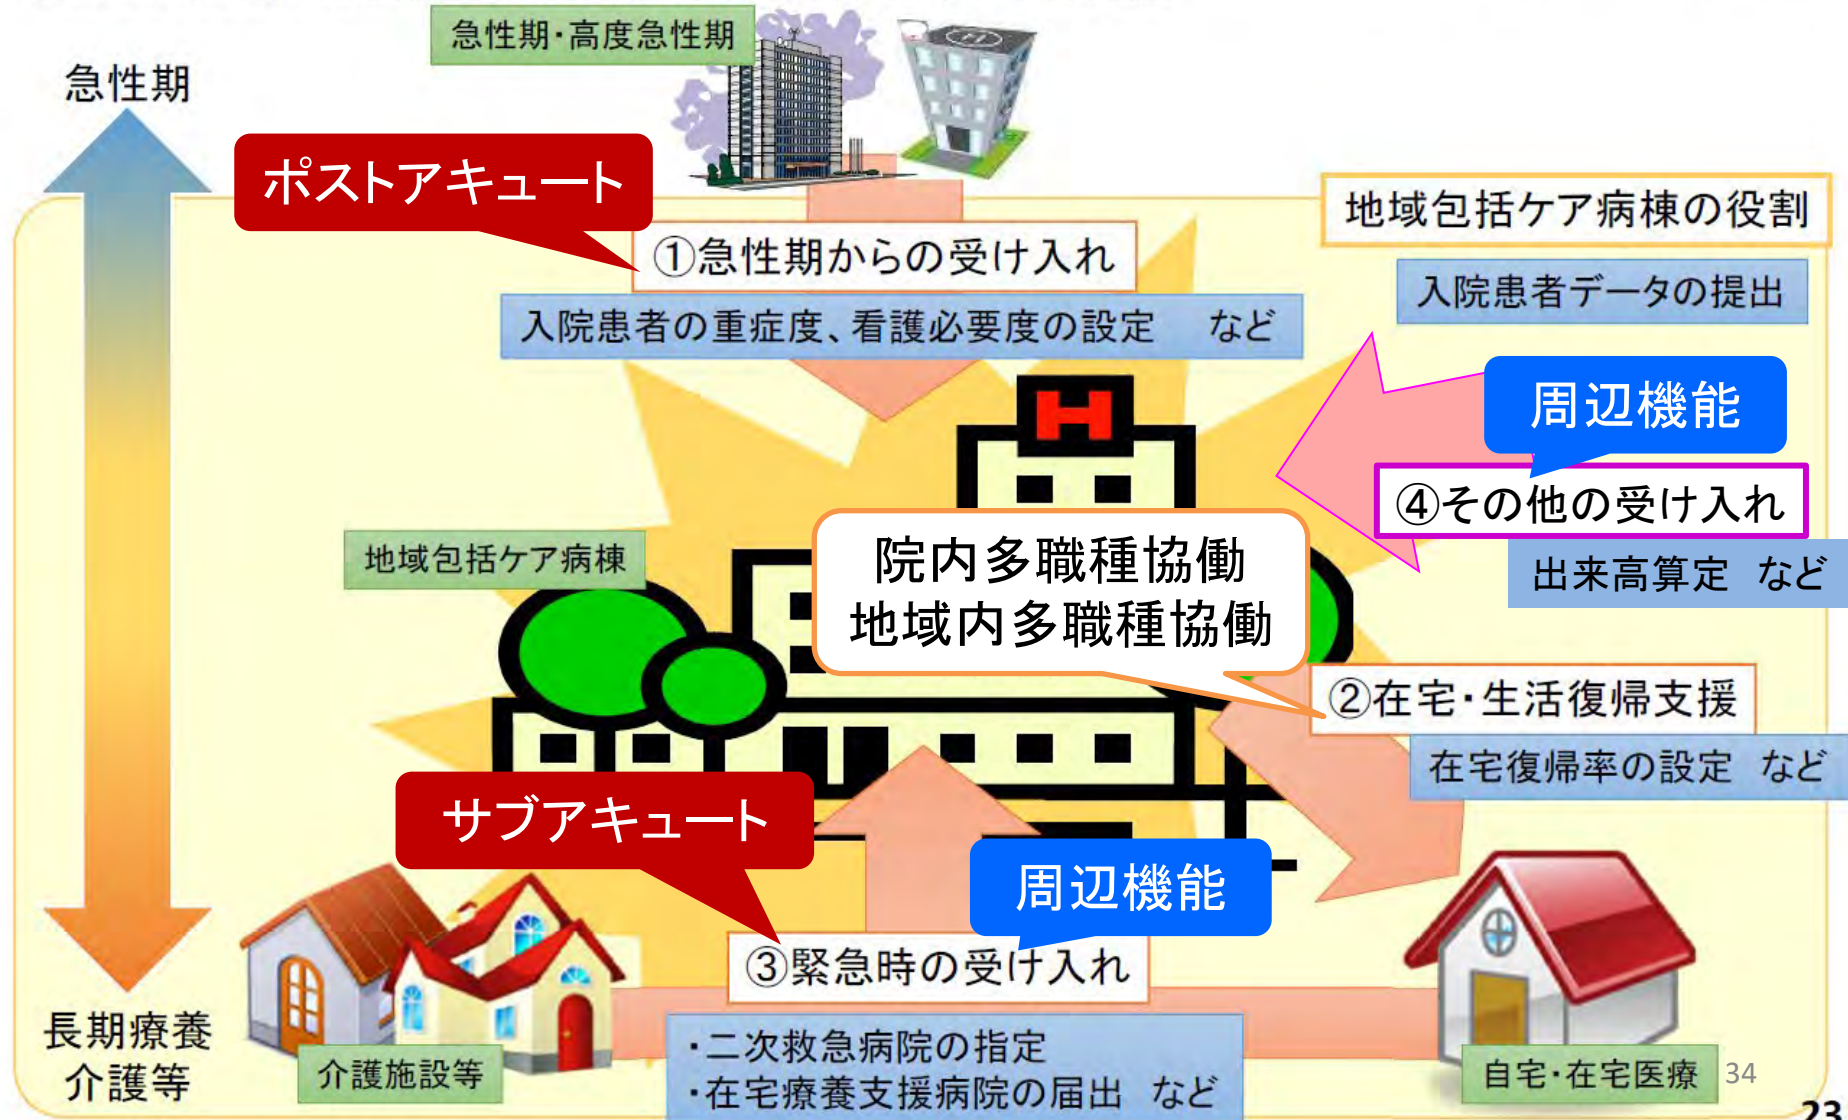 急性期・高度急性期
急性期
ポストアキュート
地域包括ケア病棟の役割
①急性期からの受け入れ
入院患者データの提出
入院患者の重症度、看護必要度の設定　など
周辺機能
④その他の受け入れ
出来高算定　など
地域包括ケア病棟
院内多職種協働
地域内多職種協働
②在宅・生活復帰支援
在宅復帰率の設定　など
サブアキュート
周辺機能
③緊急時の受け入れ
長期療養
介護等
介護施設等
・二次救急病院の指定
・在宅療養支援病院の届出　など
自宅・在宅医療
34
23